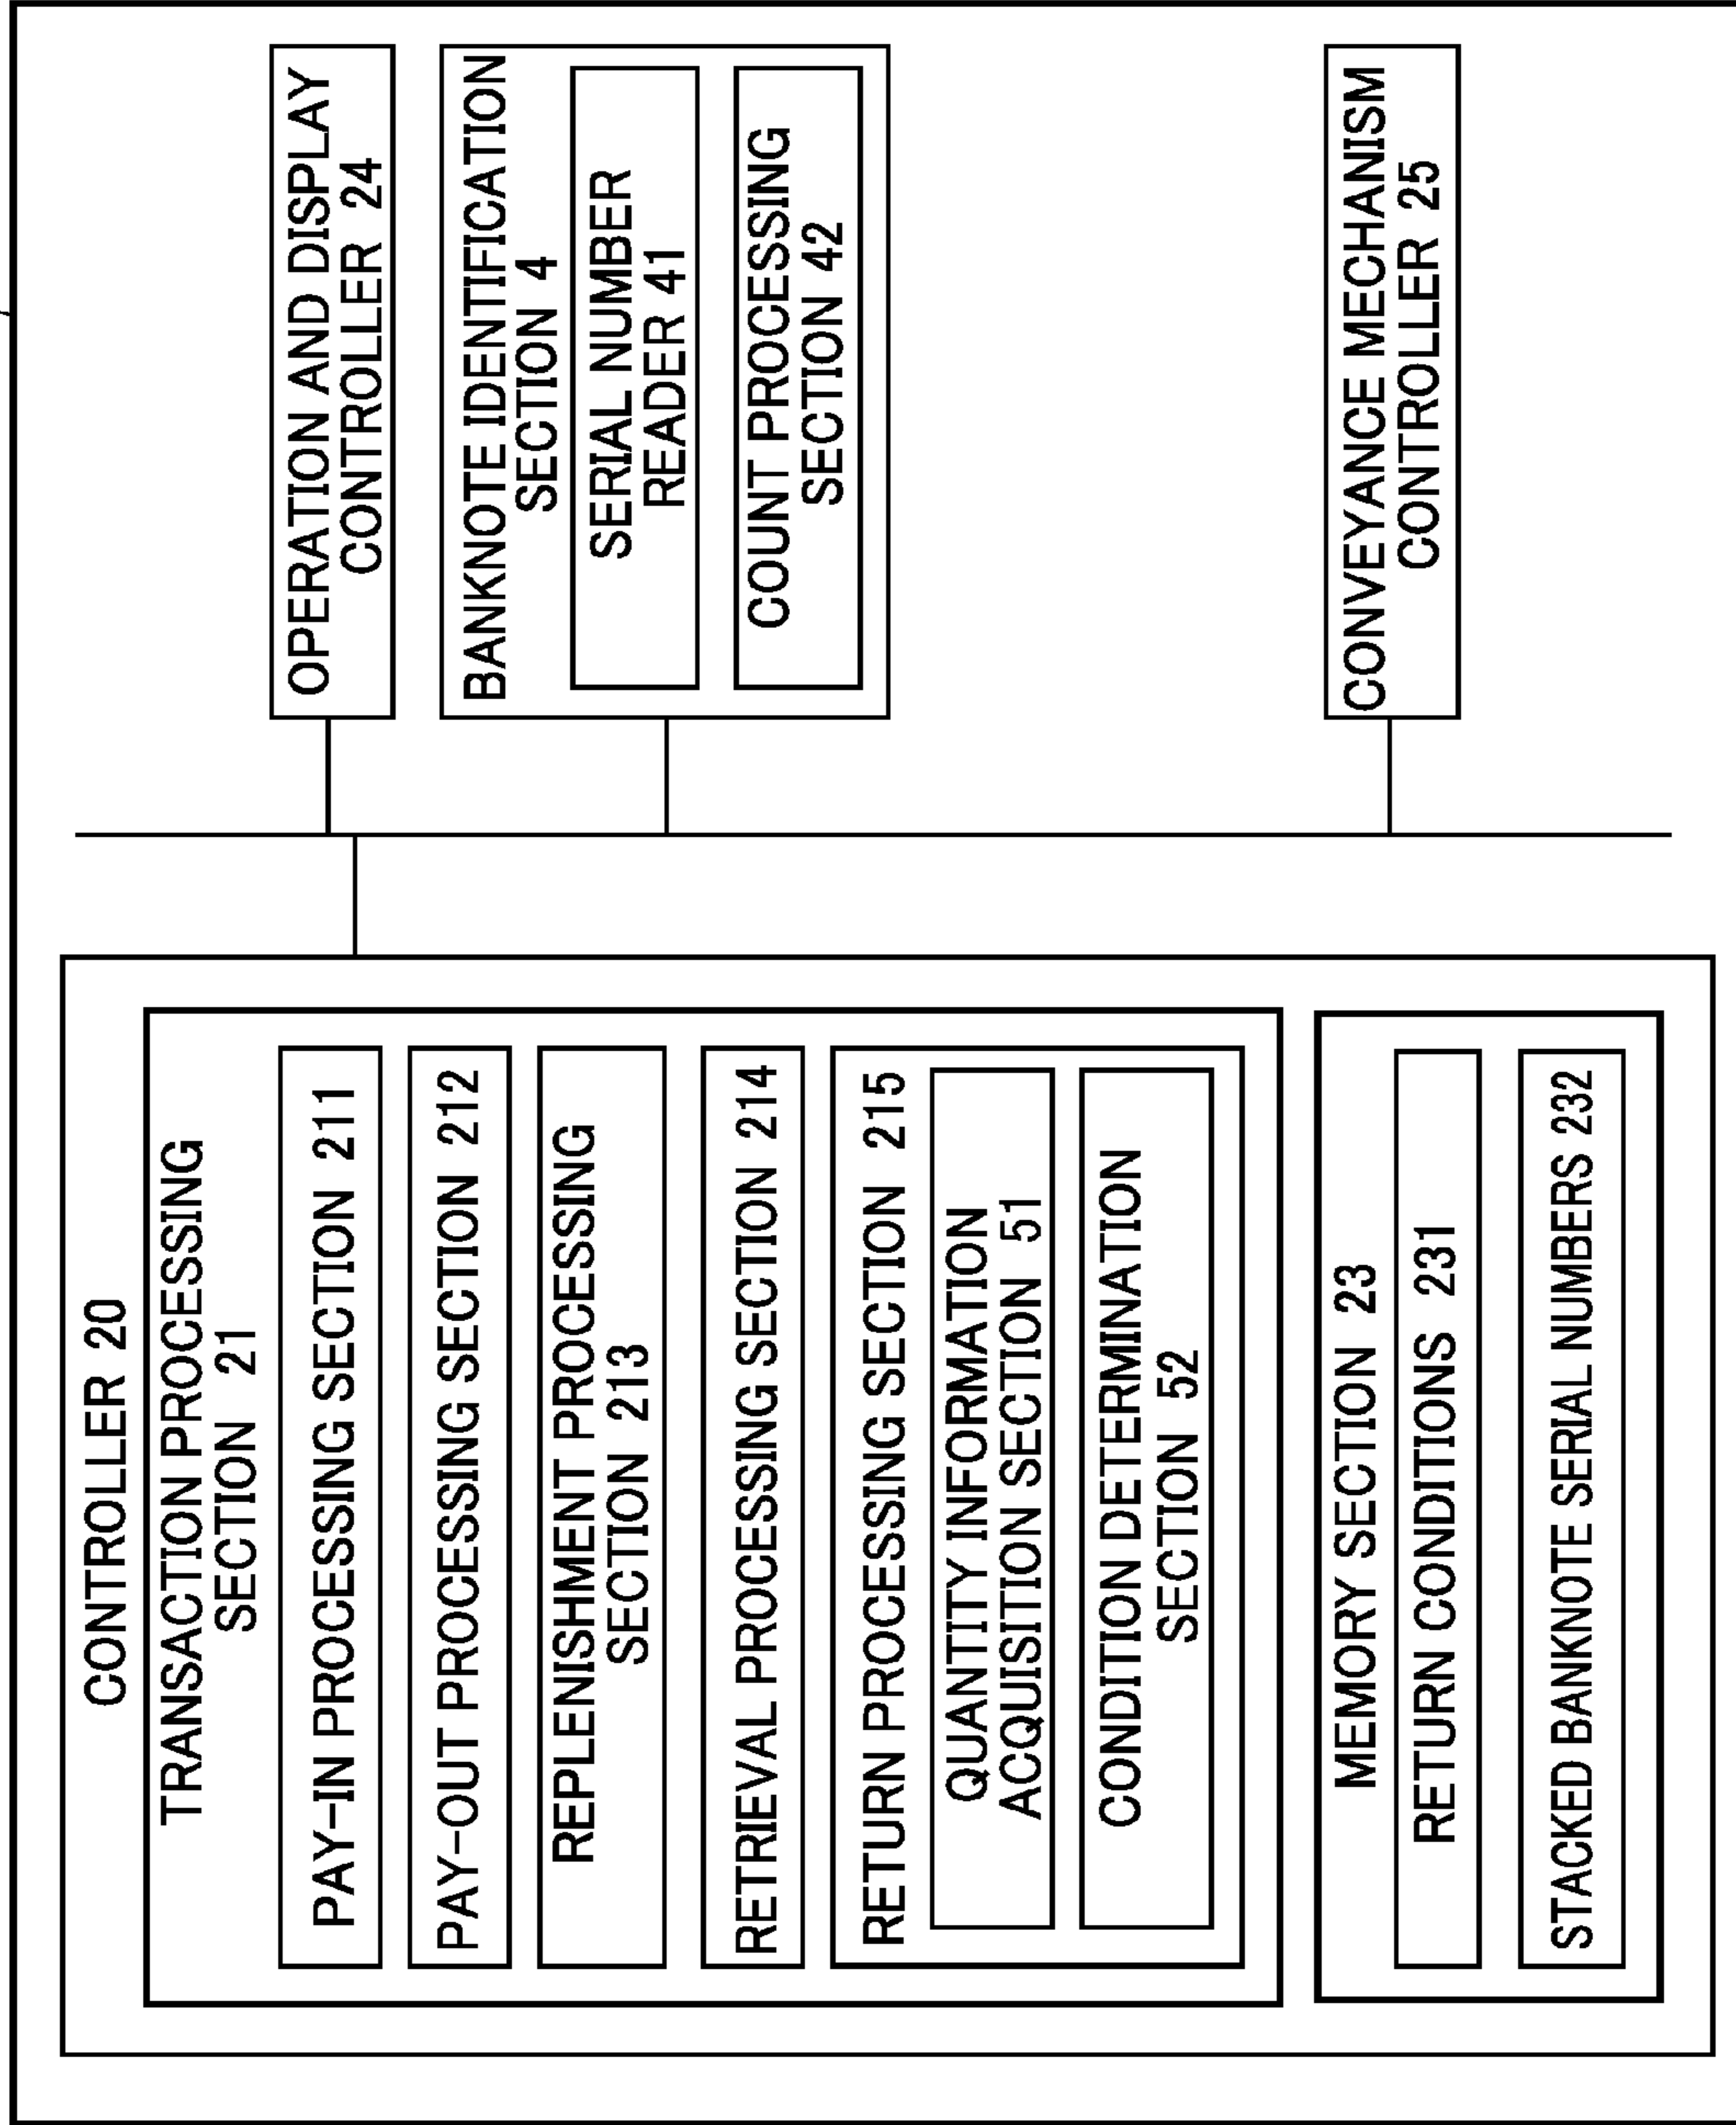 CONTROLLER 20
TRANSACTION PROCESSING
SECTION 21
PAY-IN PROCESSING SECTION 211
PAY-OUT PROCESSING SECTION 212
REPLENISHMENT PROCESSING
SECTION 213
RETRIEVAL PROCESSING SECTION 214
RETURN PROCESSING SECTION 215
QUANTITY INFORMATION
ACQUISITION SECTION 51
CONDITION DETERMINATION
SECTION 52
MEMORY SECTION 23
RETURN CONDITIONS 231
STACKED BANKNOTE SERIAL NUMBERS 232
OPERATION AND DISPLAY
CONTROLLER 24
BANKNOTE IDENTIFICATION
SECTION 4
SERIAL NUMBER
READER 41
COUNT PROCESSING
SECTION 42
CONVEYANCE MECHANISM
CONTROLLER 25